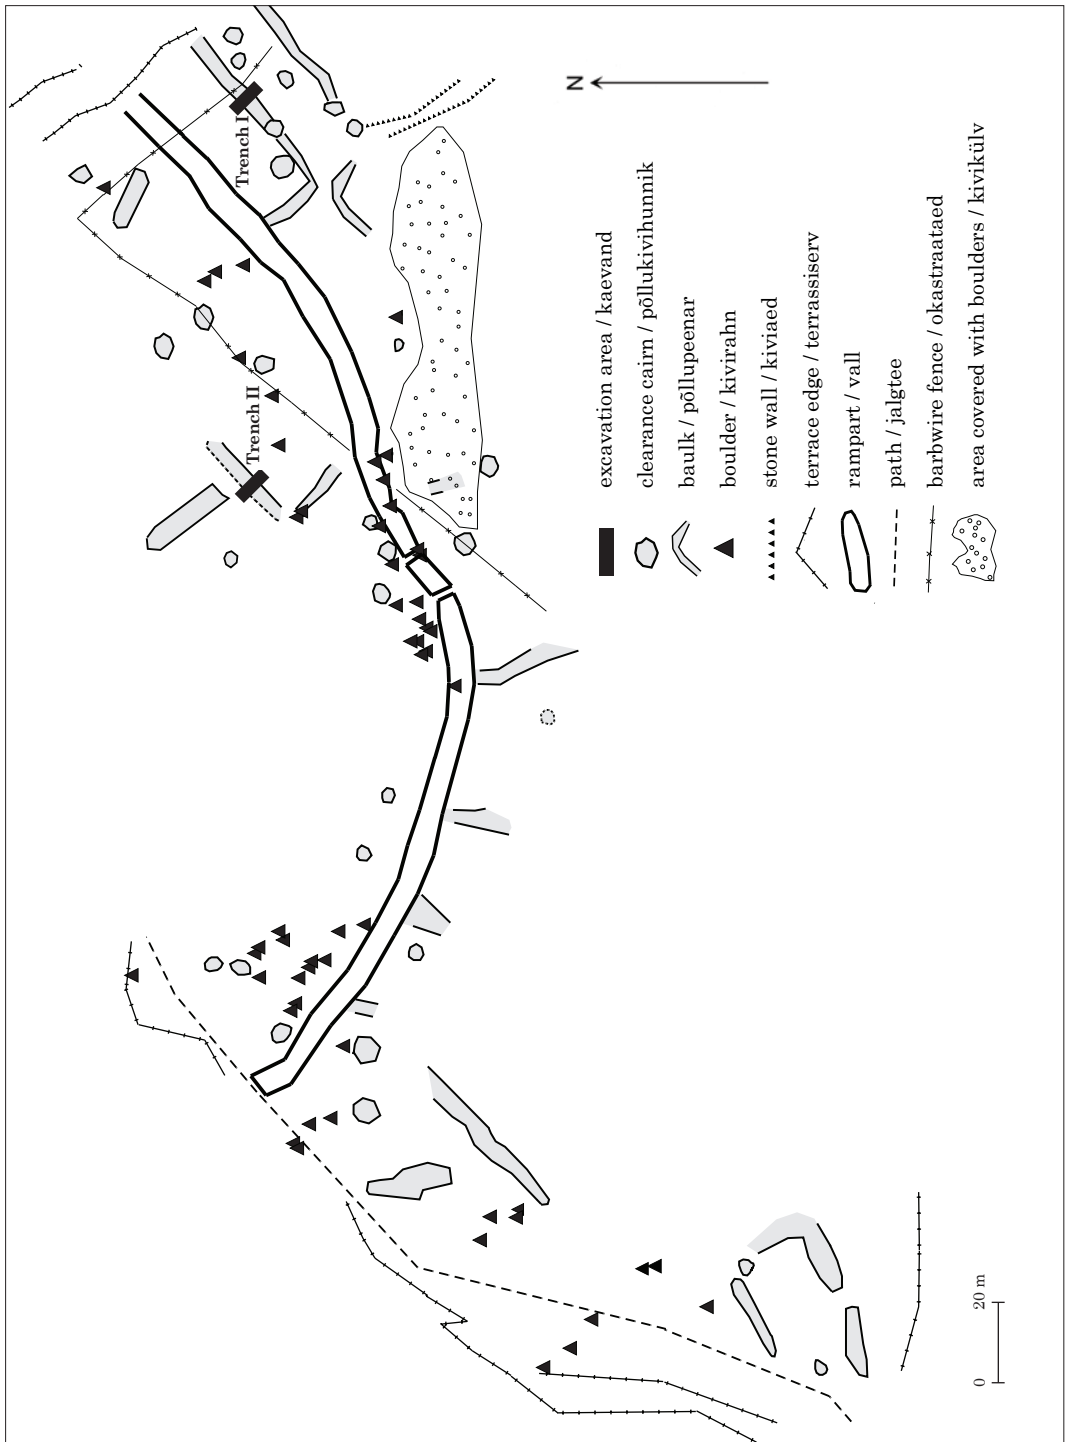 Trench I
Trench II
N
excavation area / kaevand
clearance cairn / põllukivihunnik
baulk / põllupeenar
boulder / kivirahn
stone wall / kiviaed
terrace edge / terrassiserv
rampart / vall
path / jalgtee
barbwire fence / okastraataed
area covered with boulders / kivikülv
0 20 m